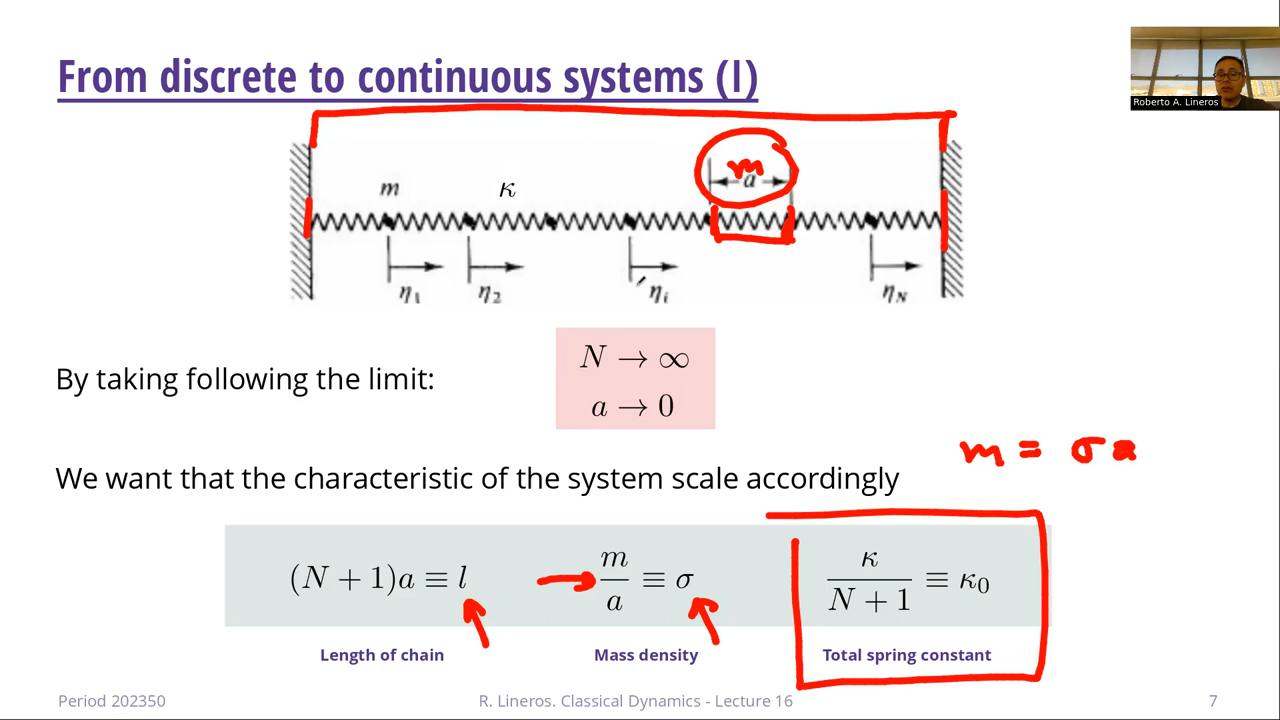 From discrete to continuous systems (I)
Roberto A. Lineros
m κ m
a
η₁ η₂ ηᵢ η_N
By taking following the limit:
N → ∞
a → 0
m = σa
We want that the characteristic of the system scale accordingly
(N + 1)a ≡ l
m/a ≡ σ
κ/(N + 1) ≡ κ₀
Length of chain
Mass density
Total spring constant
Period 202350
R. Lineros. Classical Dynamics - Lecture 16
7